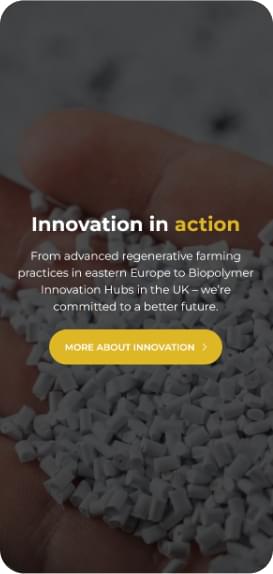 Innovation in action
From advanced regenerative farming
practices in eastern Europe to Biopolymer
Innovation Hubs in the UK – we're
committed to a better future.
MORE ABOUT INNOVATION